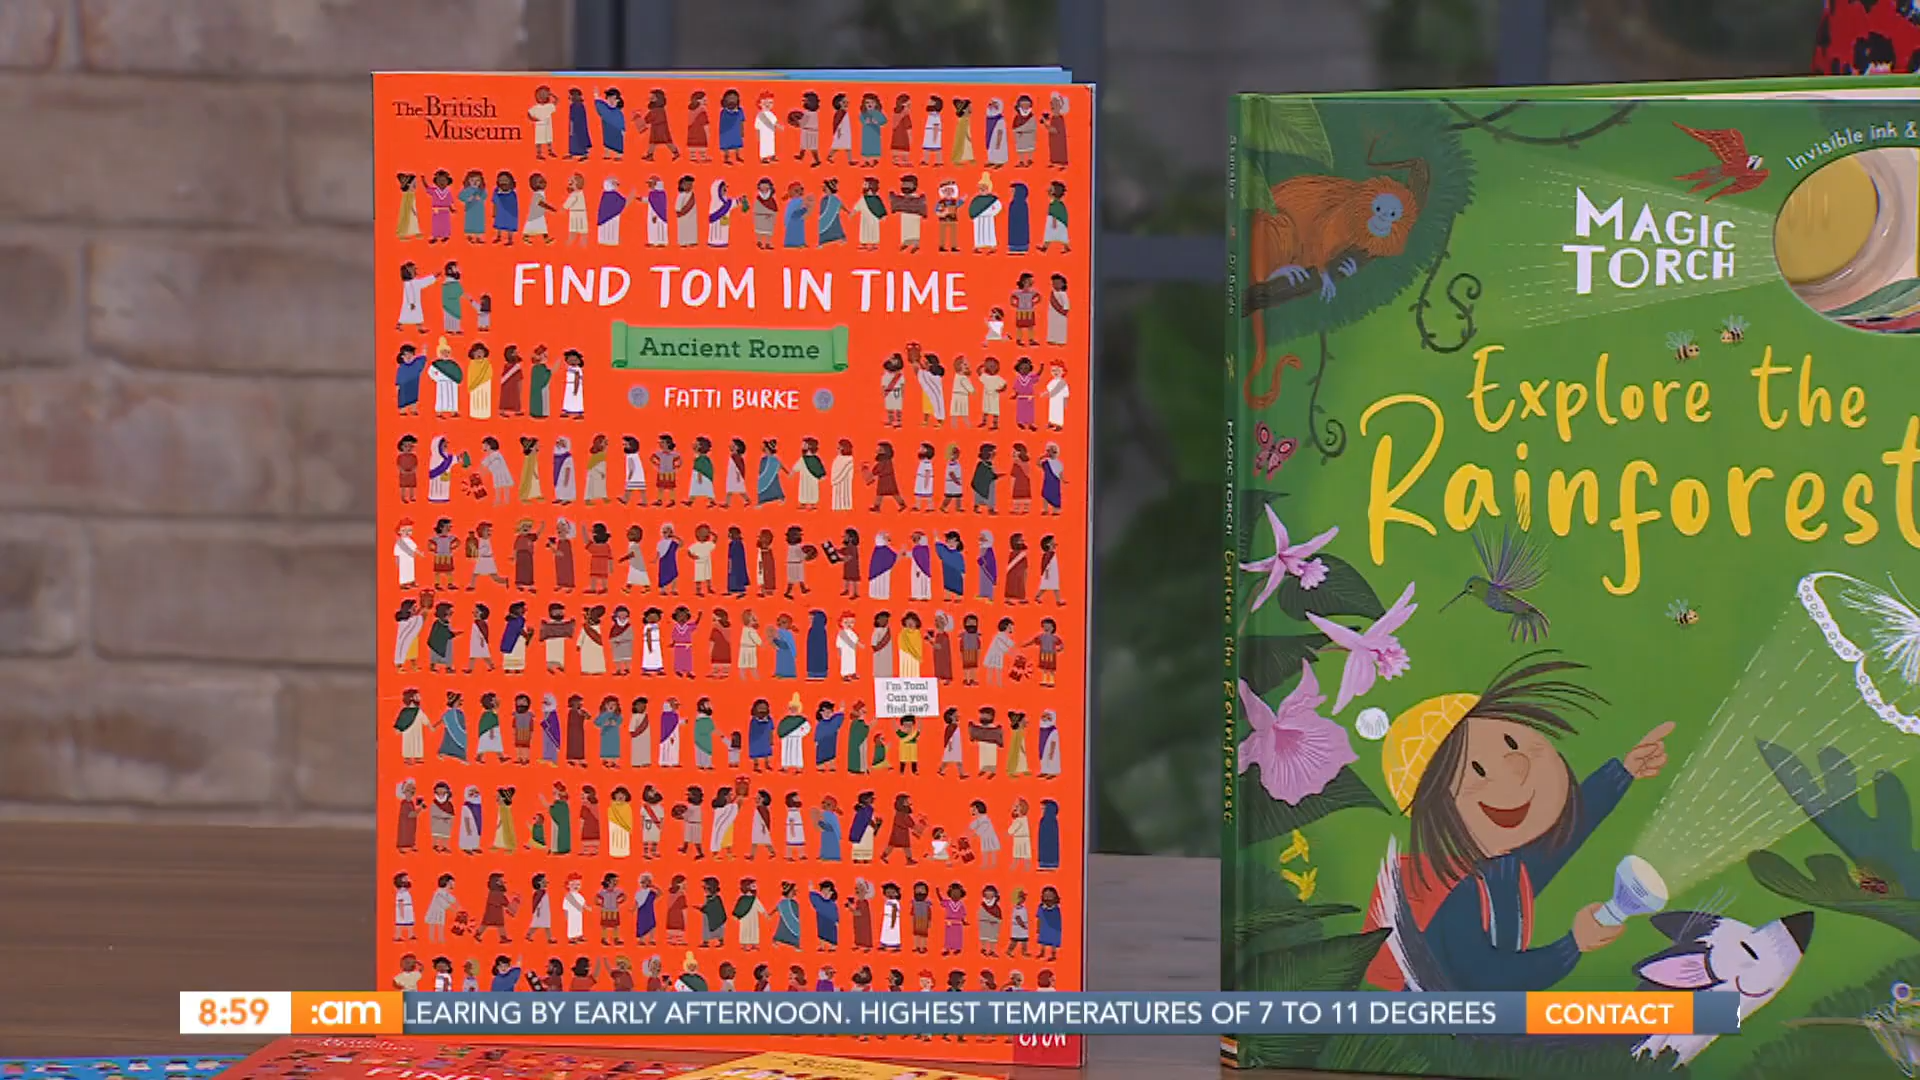 The British
Museum
FIND TOM IN TIME
Ancient Rome
FATTI BURKE
I'm Tom!
Can you
find me?
Invisible ink &
MAGIC
TORCH
Explore the
Rainforest
MAGIC TORCH Explore the Rainforest
8:59 :am LEARING BY EARLY AFTERNOON. HIGHEST TEMPERATURES OF 7 TO 11 DEGREES CONTACT